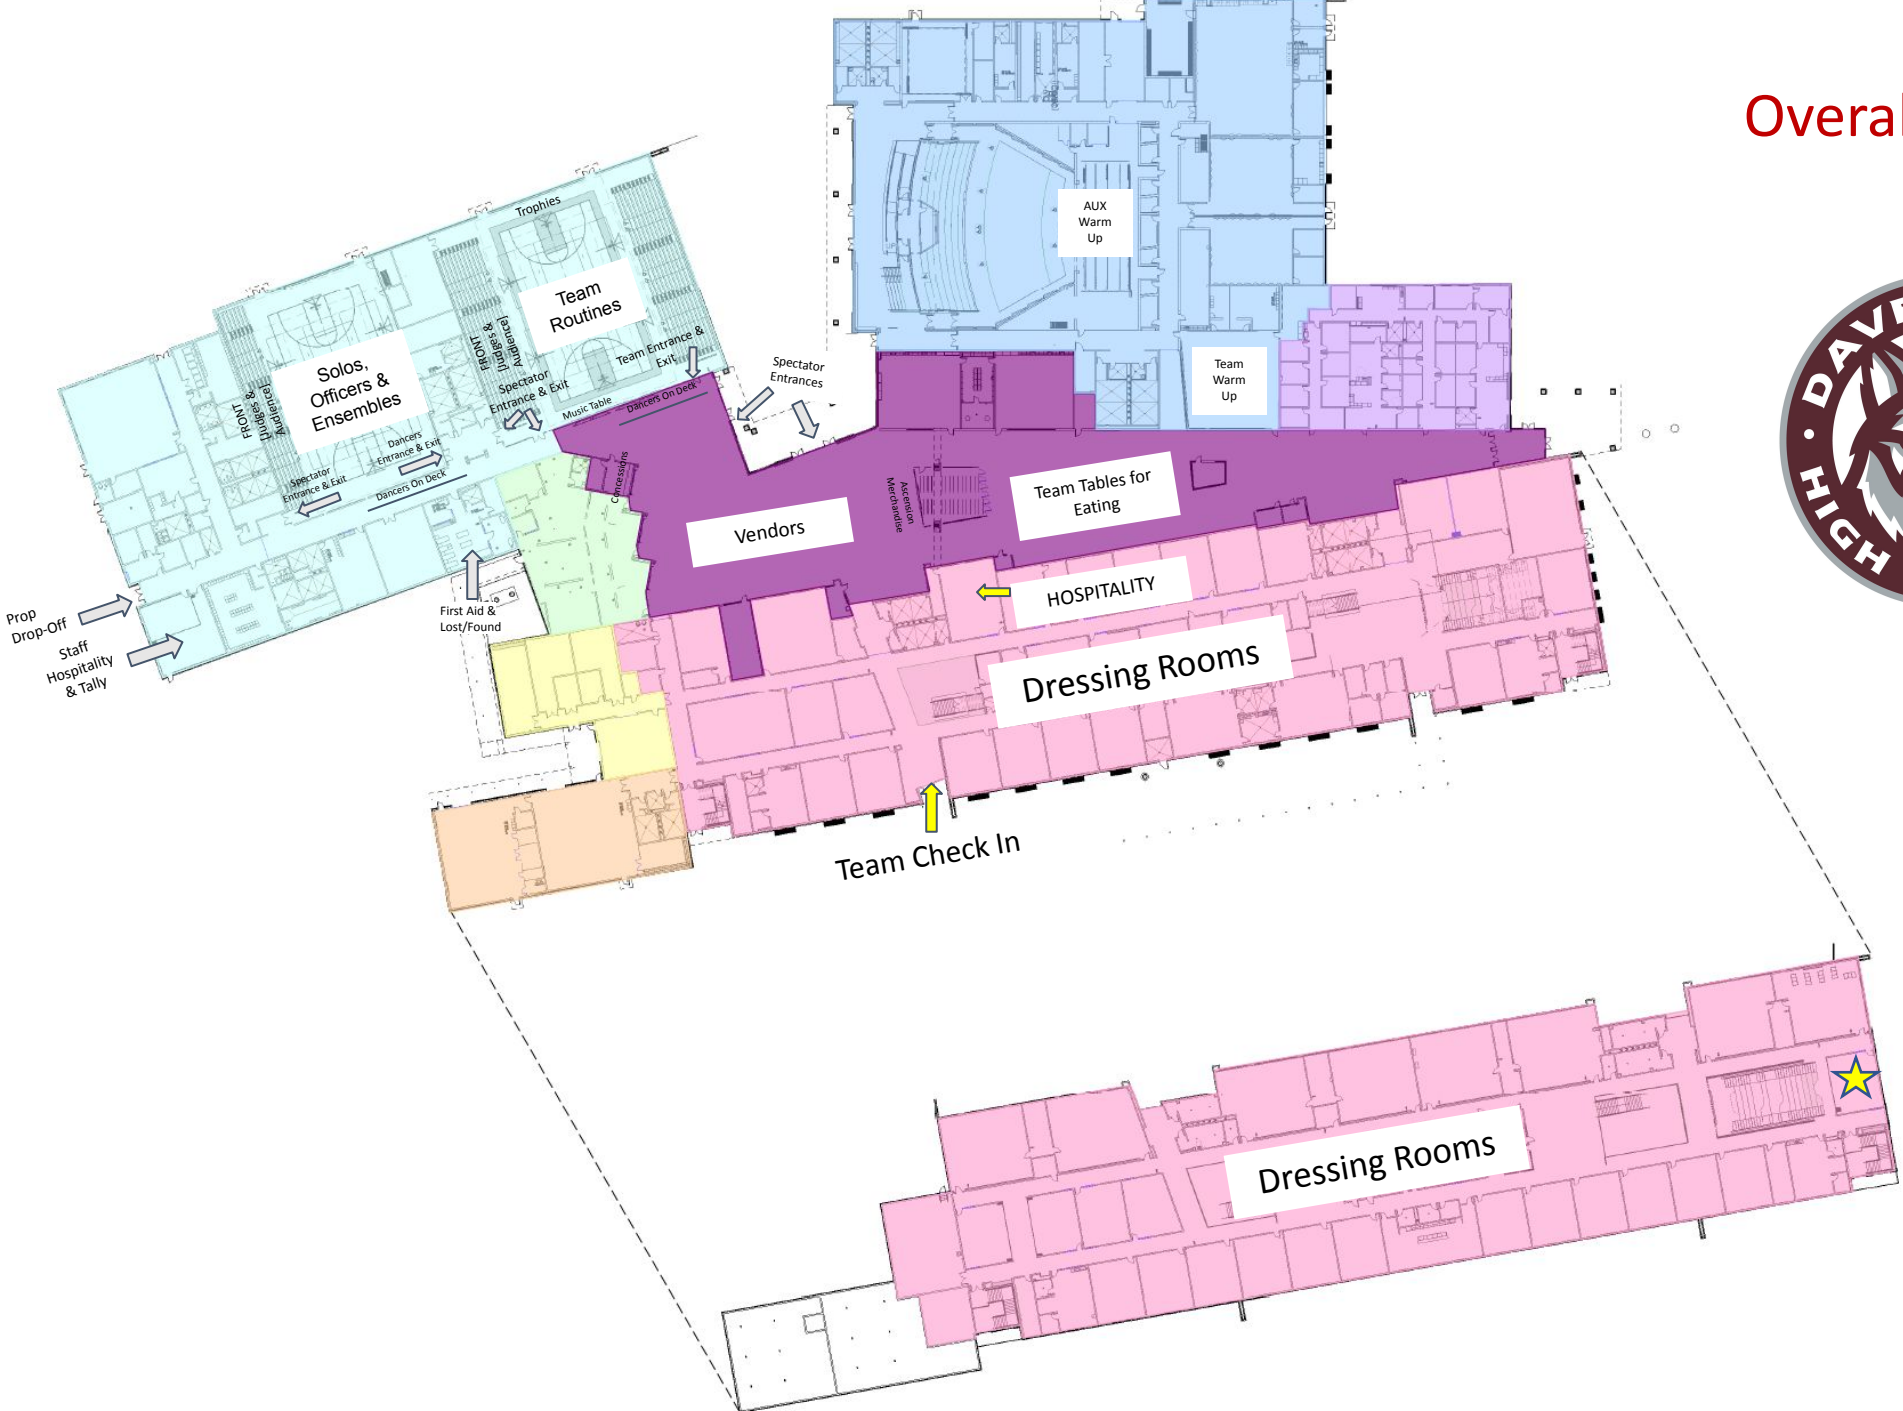 Overal
Trophies
Team
Routines
FRONT
(Judges &
Audience)
Team Entrance &
Exit
Spectator
Entrance & Exit
Music Table
Dancers On Deck
Spectator
Entrances
AUX
Warm
Up
Team
Warm
Up
Solos,
Officers &
Ensembles
FRONT
(Judges &
Audience)
Dancers
Entrance & Exit
Spectator
Entrance & Exit
Dancers On Deck
Concessions
Vendors
Ascension
Merchandise
Team Tables for
Eating
HOSPITALITY
Dressing Rooms
First Aid &
Lost/Found
Prop
Drop-Off
Staff
Hospitality
& Tally
Team Check In
Dressing Rooms
DAVE
HIGH